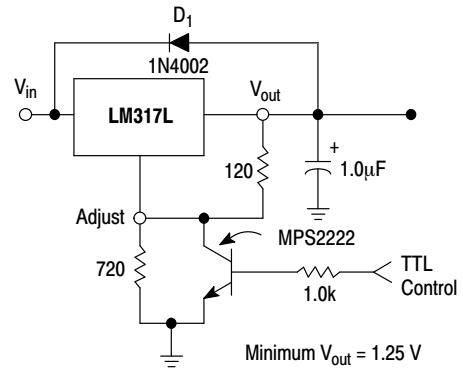 D1
1N4002
Vin
LM317L
Vout
+
1.0µF
120
Adjust
MPS2222
720
1.0k
TTL
Control
Minimum Vout = 1.25 V